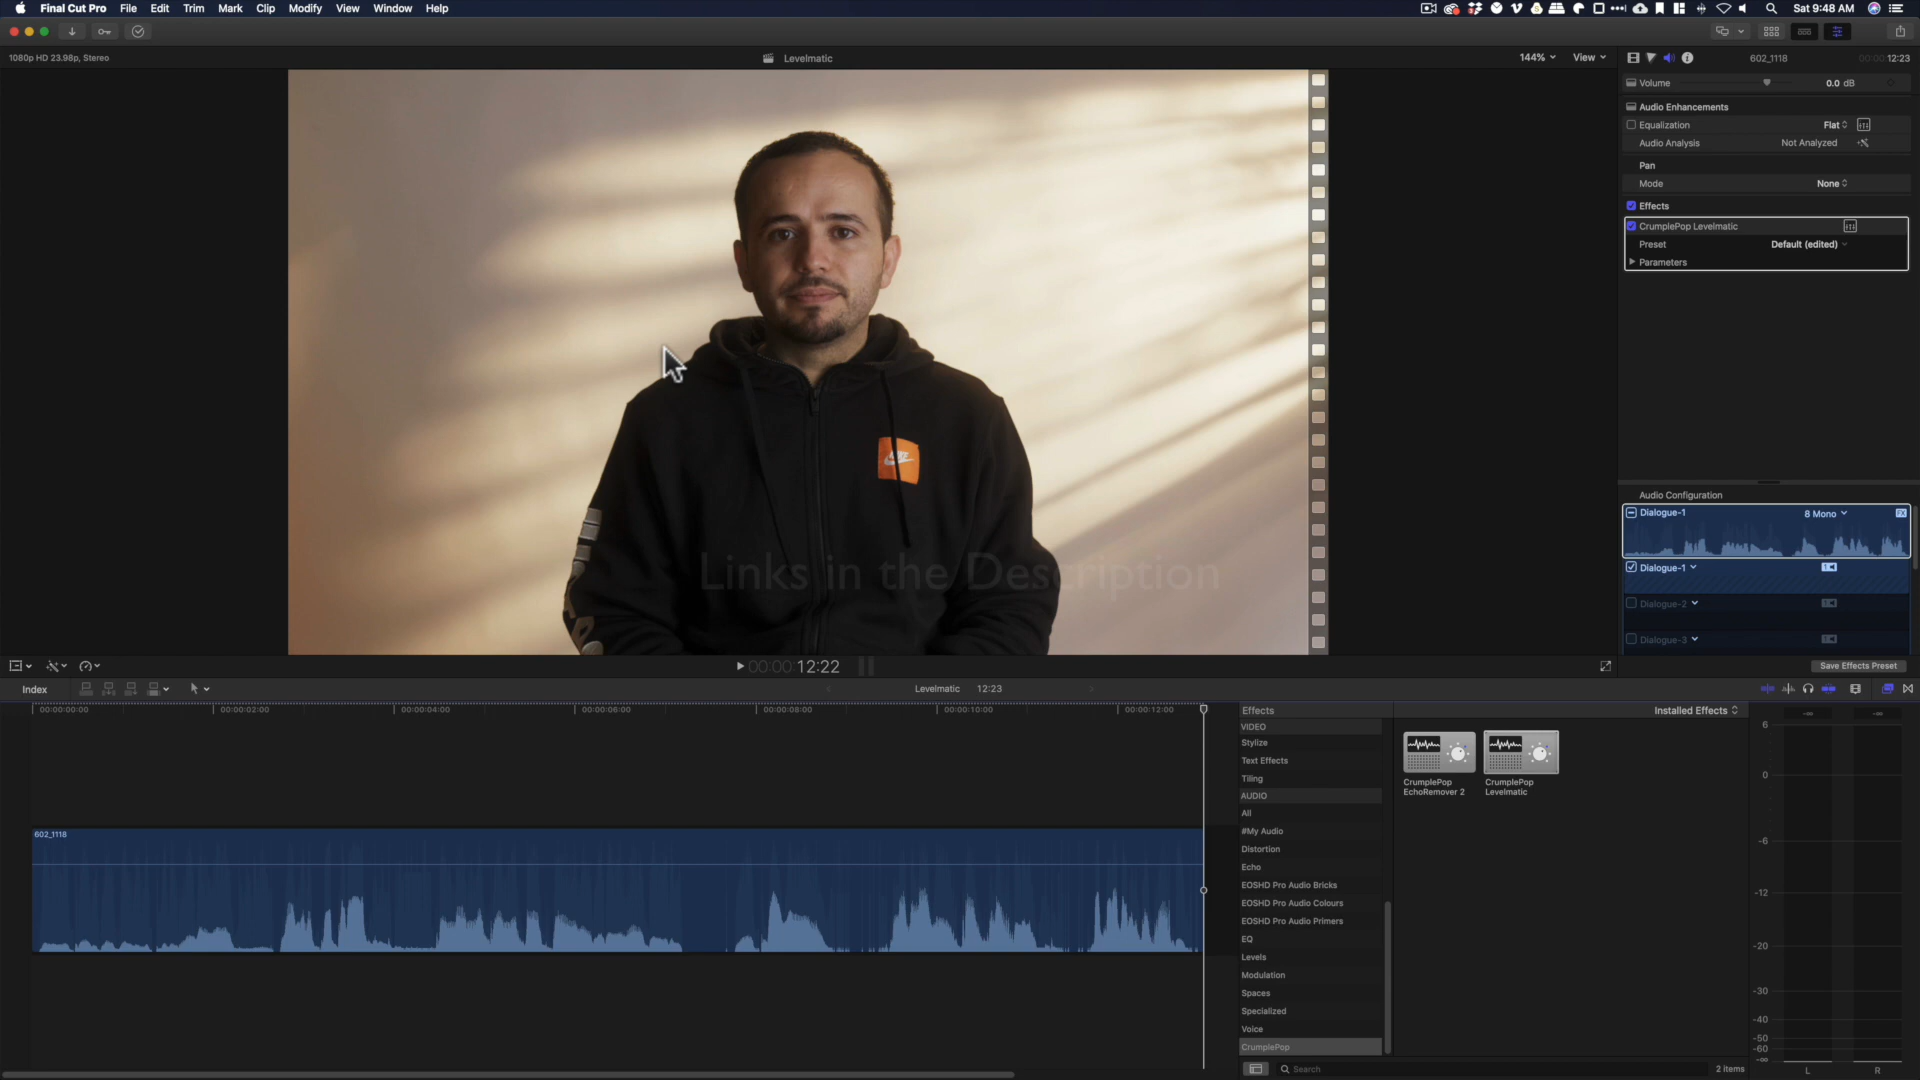 Final Cut Pro File Edit Trim Mark Clip Modify View Window Help
Sat 9:48 AM
1080p HD 23.98p, Stereo
Levelmatic
144%
View
602_1118
00:00:12:23
Volume
0.0 dB
Audio Enhancements
Equalization
Flat
Audio Analysis
Not Analyzed
Pan
Mode
None
Effects
CrumplePop Levelmatic
Preset
Default (edited)
Parameters
Links in the Description
Audio Configuration
Dialogue-1
8 Mono
FX
Dialogue-1
Dialogue-2
Dialogue-3
00:00:12:22
Save Effects Preset
Index
Levelmatic 12:23
00:00:00:00
00:00:02:00
00:00:04:00
00:00:06:00
00:00:08:00
00:00:10:00
00:00:12:00
602_1118
Effects
Installed Effects
VIDEO
Stylize
Text Effects
Tiling
AUDIO
All
#My Audio
Distortion
Echo
EOSHD Pro Audio Bricks
EOSHD Pro Audio Colours
EOSHD Pro Audio Primers
EQ
Levels
Modulation
Spaces
Specialized
Voice
CrumplePop
CrumplePop
EchoRemover 2
CrumplePop
Levelmatic
Search
2 items
-∞ -∞
6
0
-6
-12
-20
-30
-40
-50
-60
-∞
L R